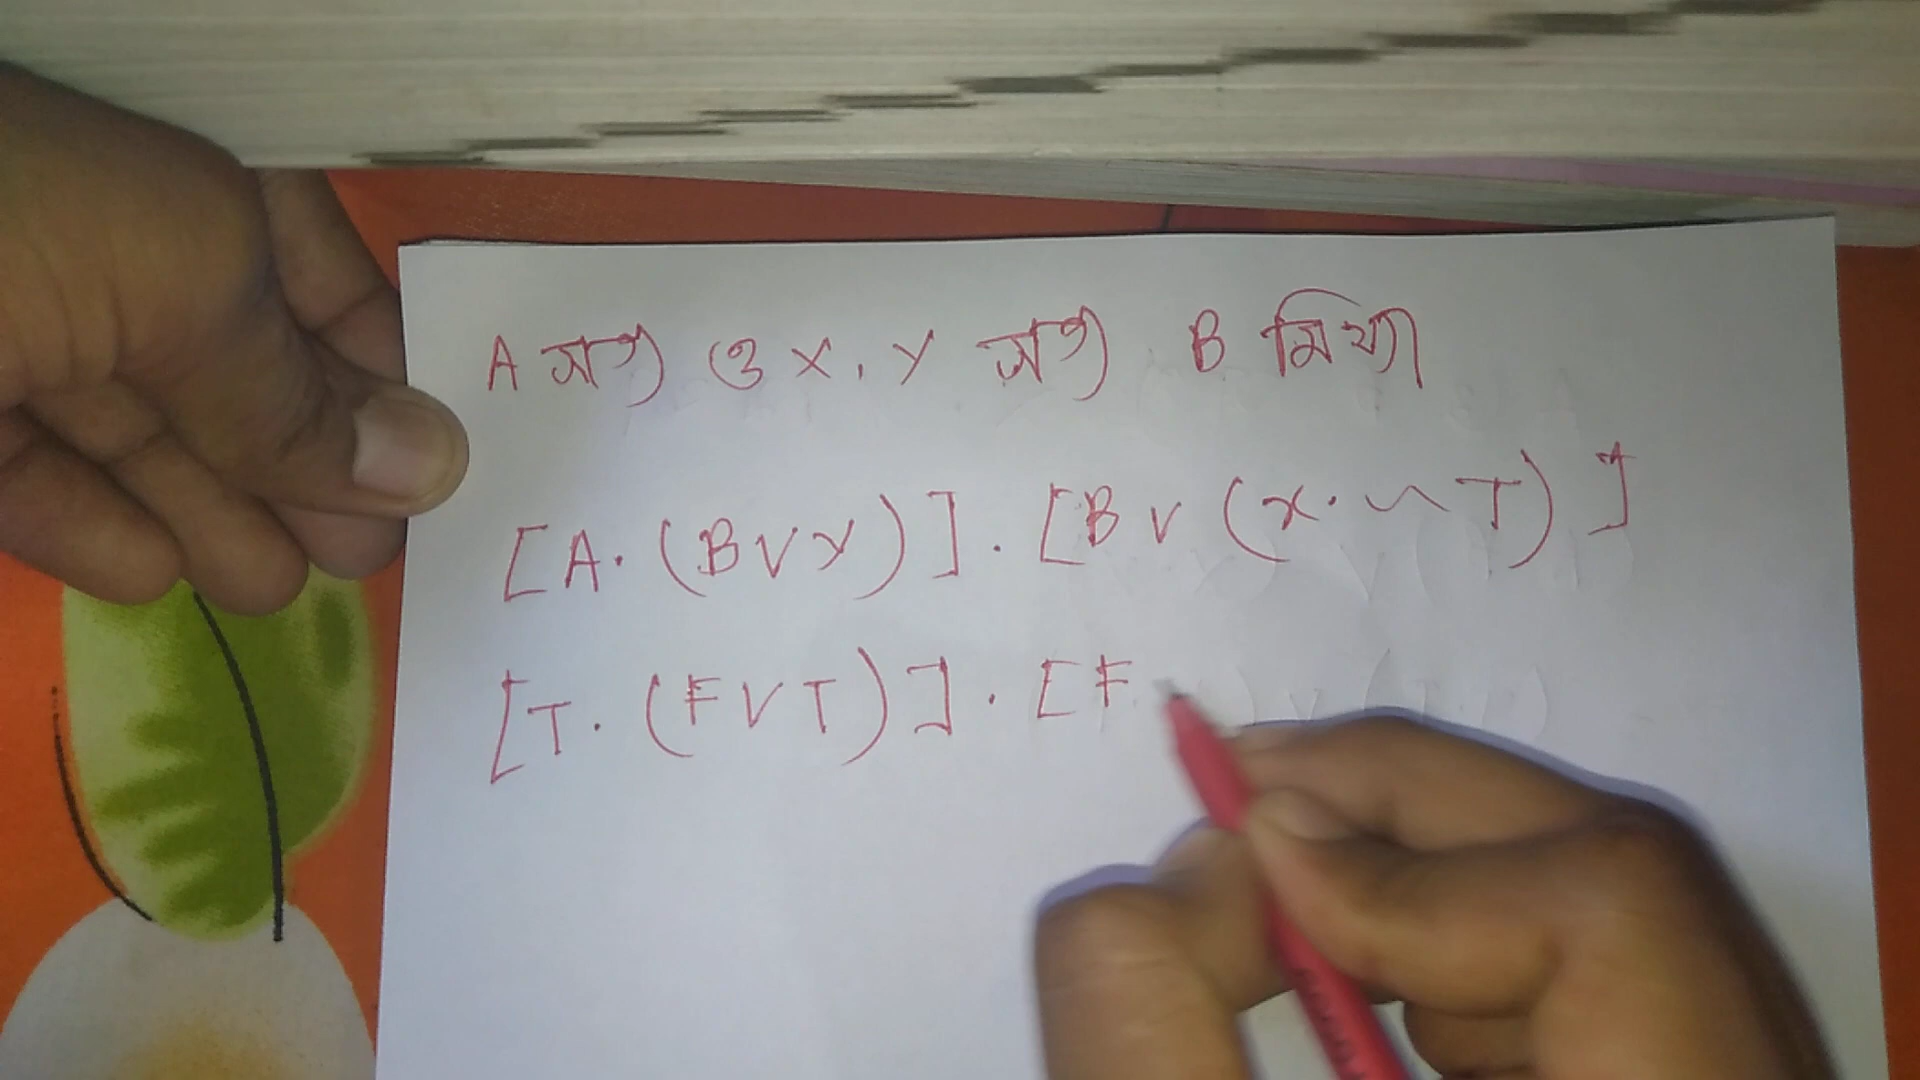 A সত্য ও X, Y সত্য B মিথ্যা
[A. (B V Y)] . [B V (X. ~ T) ]
[T. (F V T)] . [F